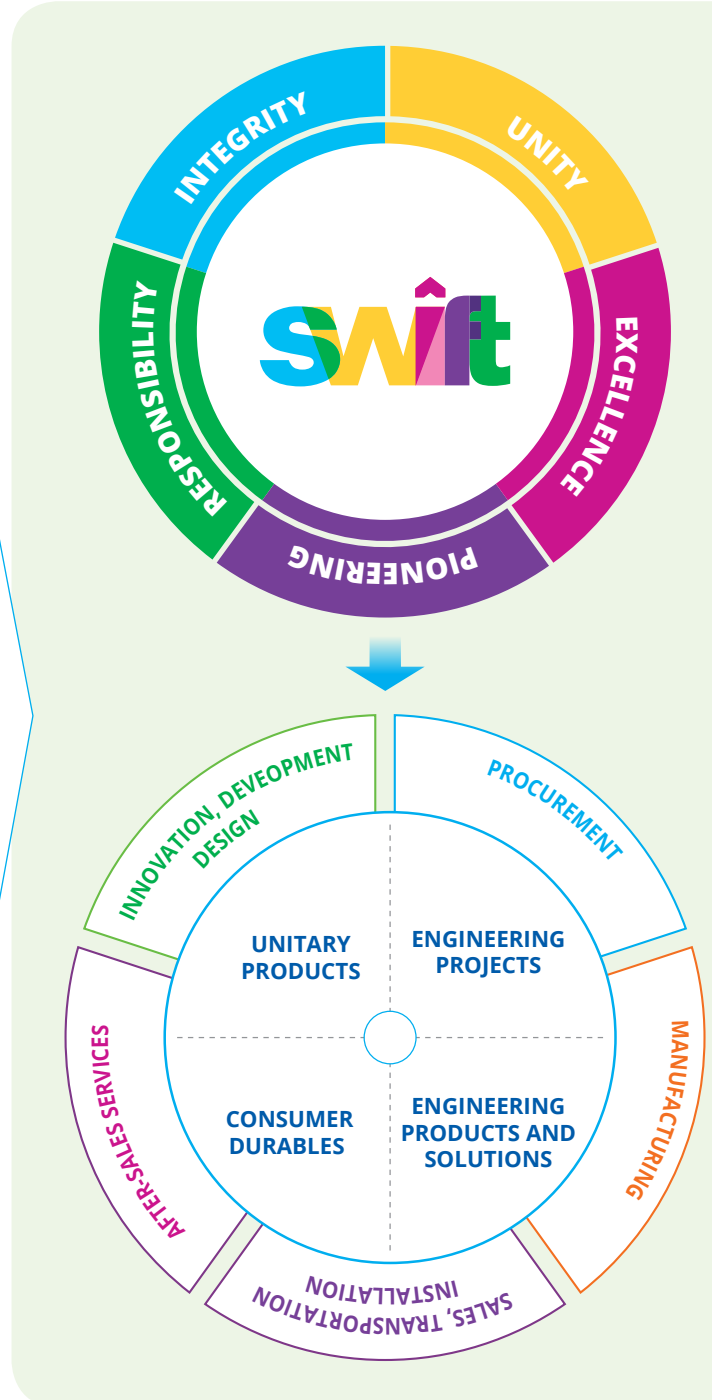 INTEGRITY
UNITY
EXCELLENCE
PIONEERING
RESPONSIBILITY
swîft
INNOVATION, DEVEOPMENT
DESIGN
PROCUREMENT
MANUFACTURING
SALES, TRANSPORTATION
INSTALLATION
AFTER-SALES SERVICES
UNITARY
PRODUCTS
ENGINEERING
PROJECTS
CONSUMER
DURABLES
ENGINEERING
PRODUCTS AND
SOLUTIONS